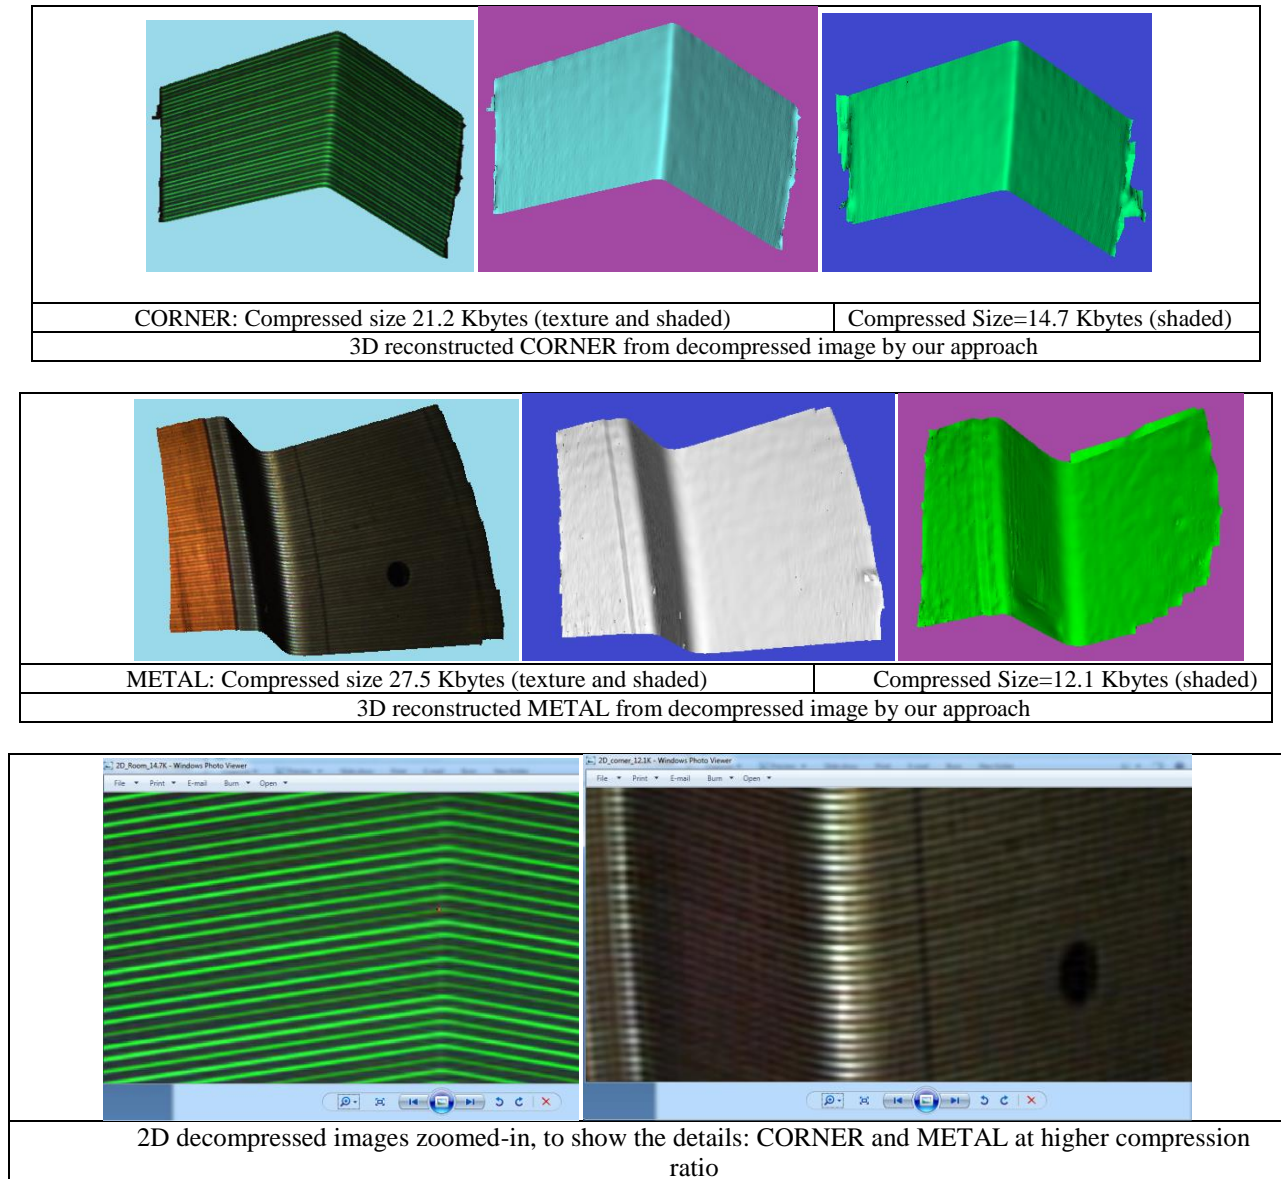 CORNER: Compressed size 21.2 Kbytes (texture and shaded)
Compressed Size=14.7 Kbytes (shaded)
3D reconstructed CORNER from decompressed image by our approach
METAL: Compressed size 27.5 Kbytes (texture and shaded)
Compressed Size=12.1 Kbytes (shaded)
3D reconstructed METAL from decompressed image by our approach
2D_Room_14.7K - Windows Photo Viewer
File Print E-mail Burn Open
2D_corner_12.1K - Windows Photo Viewer
File Print E-mail Burn Open
2D decompressed images zoomed-in, to show the details: CORNER and METAL at higher compression
ratio